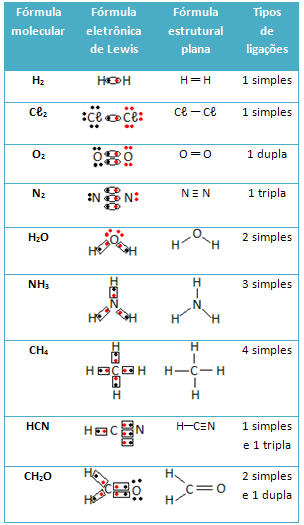 Fórmula molecular Fórmula eletrônica de Lewis Fórmula estrutural plana Tipos de ligações
H₂ H H H = H 1 simples
Cℓ₂ Cℓ Cℓ Cℓ — Cℓ 1 simples
O₂ O O O = O 1 dupla
N₂ N N N ≡ N 1 tripla
H₂O H O H H O H 2 simples
NH₃ H N H H H N H H 3 simples
CH₄ H H C H H H H—C—H H 4 simples
HCN H C N H—C≡N 1 simples e 1 tripla
CH₂O H C O H H C = O H 2 simples e 1 dupla